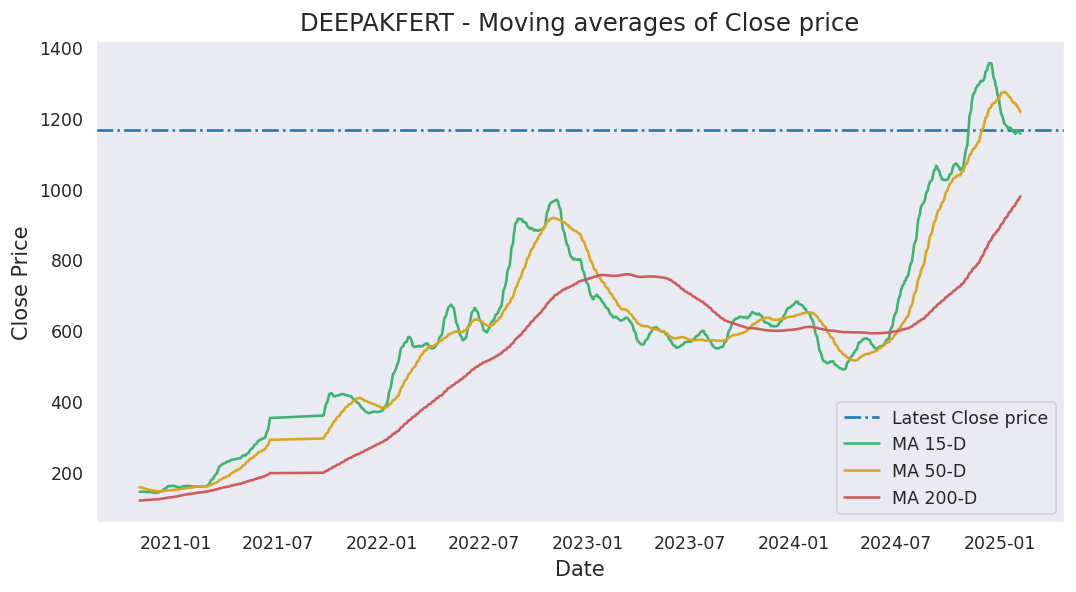 DEEPAKFERT - Moving averages of Close price
1400
1200
1000
800
600
400
200
Close Price
Latest Close price
MA 15-D
MA 50-D
MA 200-D
2021-01 2021-07 2022-01 2022-07 2023-01 2023-07 2024-01 2024-07 2025-01
Date